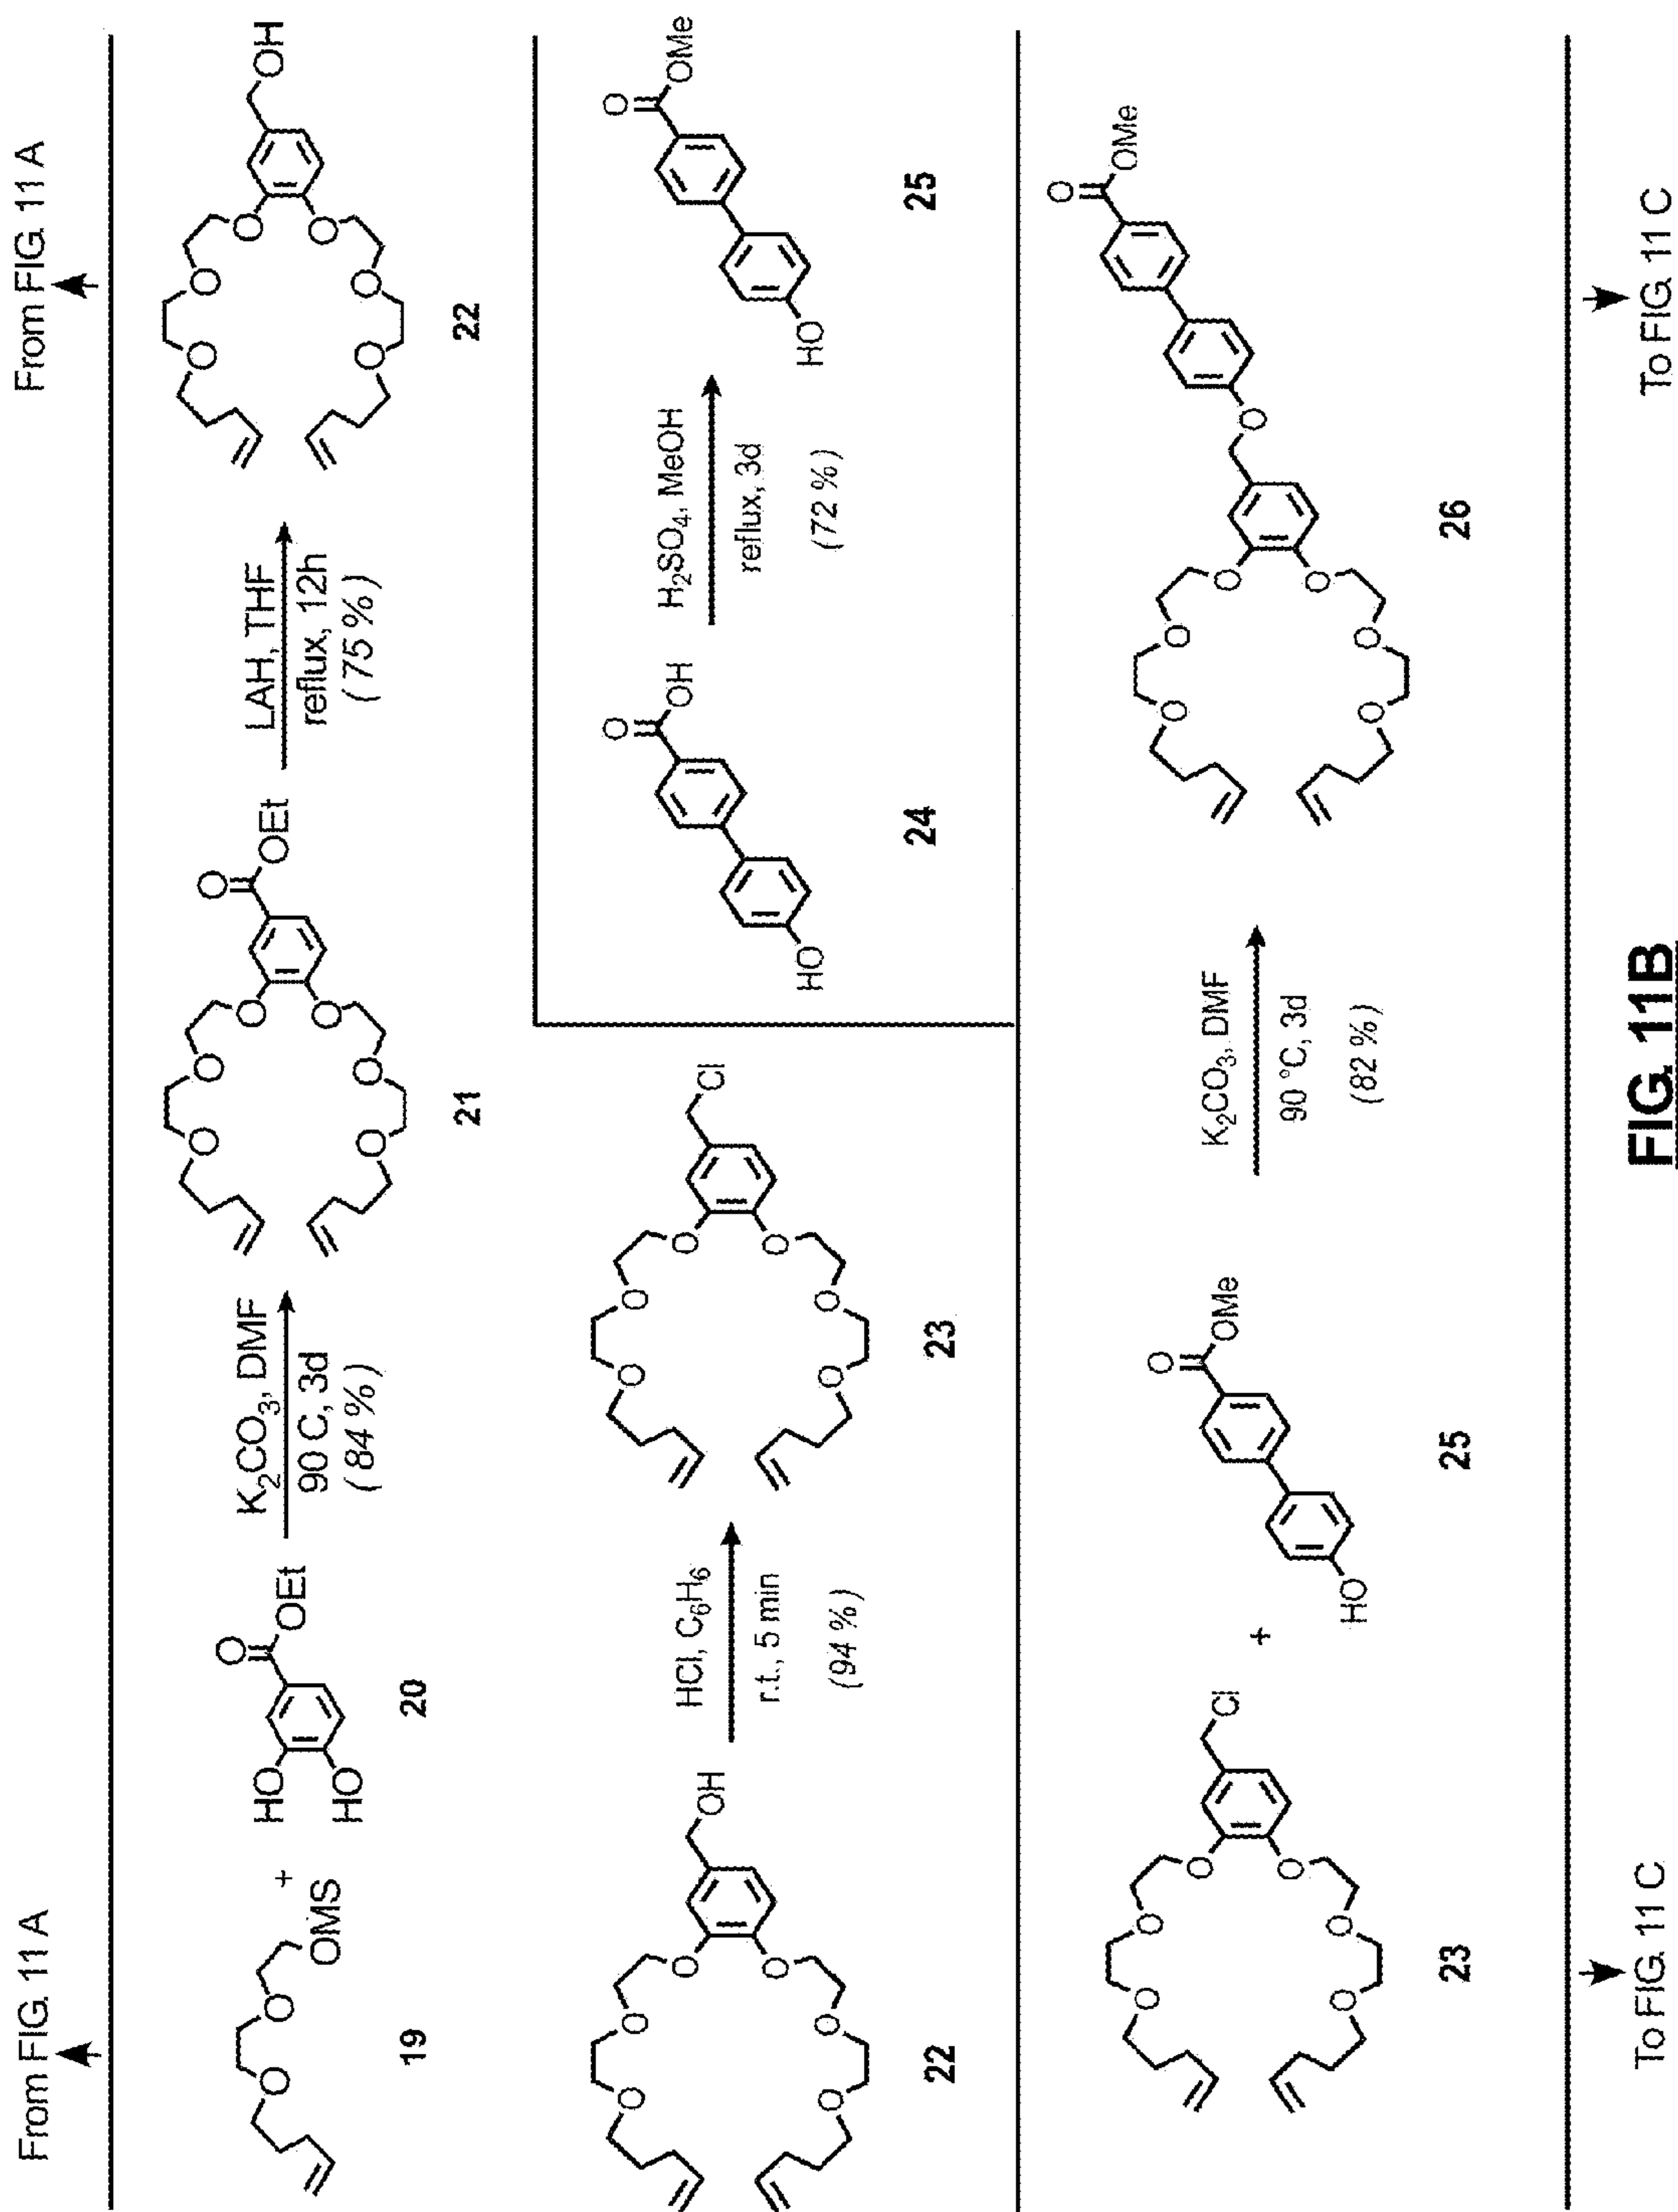 From FIG. 11 A
From FIG. 11 A
OMS
19
+
HO
HO
O
OEt
20
K2CO3, DMF
90 C, 3d
(84 %)
O
O
O
O
O
O
O
OEt
21
LAH, THF
reflux, 12h
(75 %)
O
O
O
O
O
O
OH
22
O
O
O
O
O
O
OH
22
HCl, C6H6
r.t., 5 min
(94 %)
O
O
O
O
O
O
Cl
23
HO
O
OH
24
H2SO4, MeOH
reflux, 3d
(72 %)
HO
O
OMe
25
O
O
O
O
O
O
Cl
23
+
HO
O
OMe
25
K2CO3, DMF
90 °C, 3d
(82 %)
O
O
O
O
O
O
O
O
OMe
26
To FIG. 11 C
To FIG. 11 C
FIG. 11B